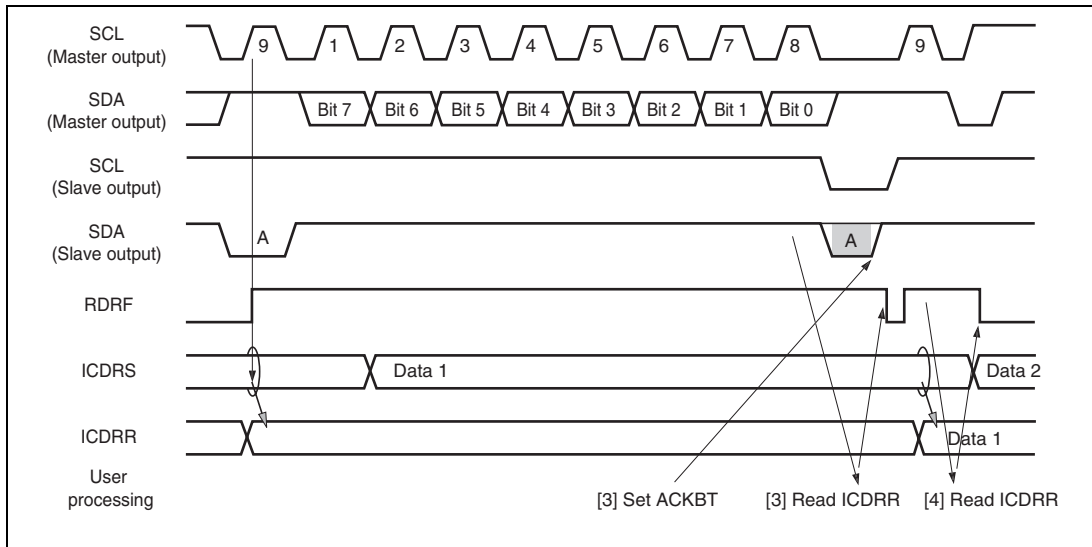 SCL
(Master output)
9 1 2 3 4 5 6 7 8 9
SDA
(Master output)
Bit 7 Bit 6 Bit 5 Bit 4 Bit 3 Bit 2 Bit 1 Bit 0
SCL
(Slave output)
SDA
(Slave output)
A A
RDRF
ICDRS
Data 1 Data 2
ICDRR
Data 1
User
processing
[3] Set ACKBT [3] Read ICDRR [4] Read ICDRR